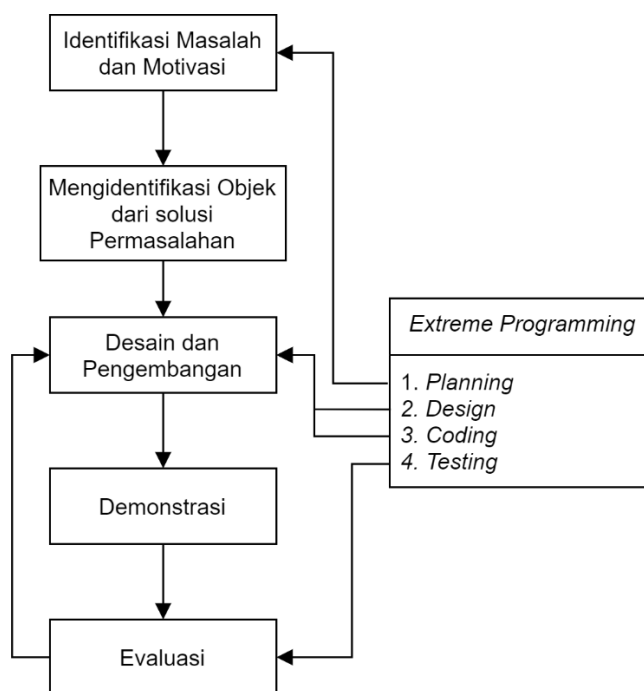 Identifikasi Masalah
dan Motivasi
Mengidentifikasi Objek
dari solusi
Permasalahan
Desain dan
Pengembangan
Demonstrasi
Evaluasi
Extreme Programming
1. Planning
2. Design
3. Coding
4. Testing